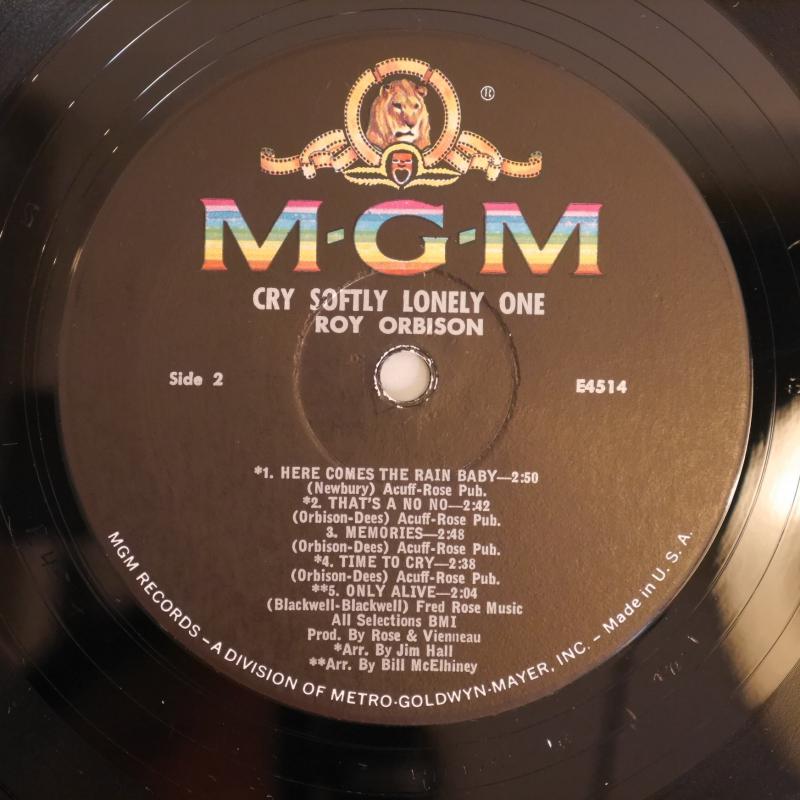 ®
M-G-M
CRY SOFTLY LONELY ONE
ROY ORBISON
Side 2
E4514
*1. HERE COMES THE RAIN BABY—2:50
(Newbury) Acuff-Rose Pub.
*2. THAT'S A NO NO—2:42
(Orbison-Dees) Acuff-Rose Pub.
3. MEMORIES—2:48
(Orbison-Dees) Acuff-Rose Pub.
*4. TIME TO CRY—2:38
(Orbison-Dees) Acuff-Rose Pub.
**5. ONLY ALIVE—2:04
(Blackwell-Blackwell) Fred Rose Music
All Selections BMI
Prod. By Rose & Vienneau
*Arr. By Jim Hall
**Arr. By Bill McElhiney
MGM RECORDS – A DIVISION OF METRO-GOLDWYN-MAYER, INC. – Made in U. S. A.